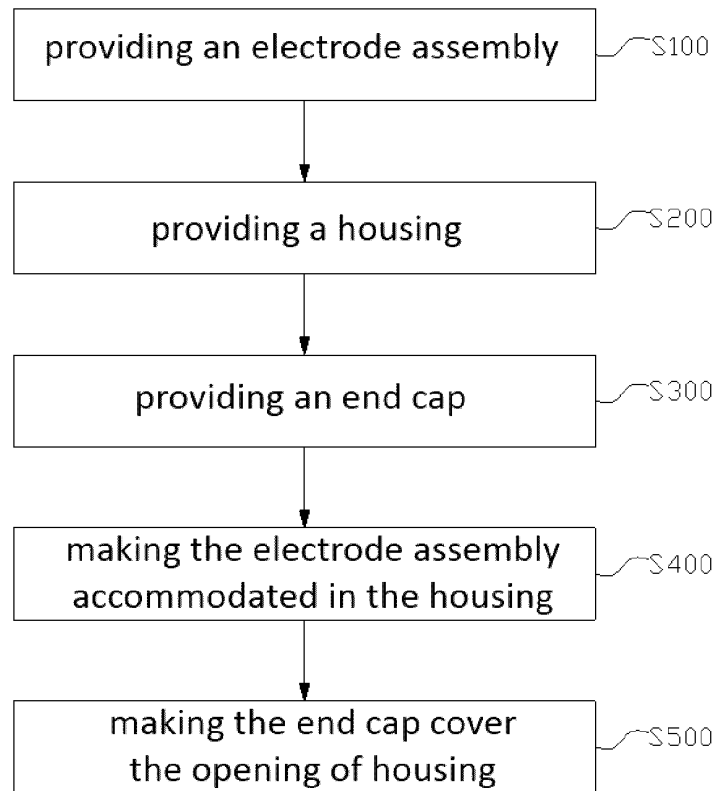 providing an electrode assembly
S100
providing a housing
S200
providing an end cap
S300
making the electrode assembly
accommodated in the housing
S400
making the end cap cover
the opening of housing
S500